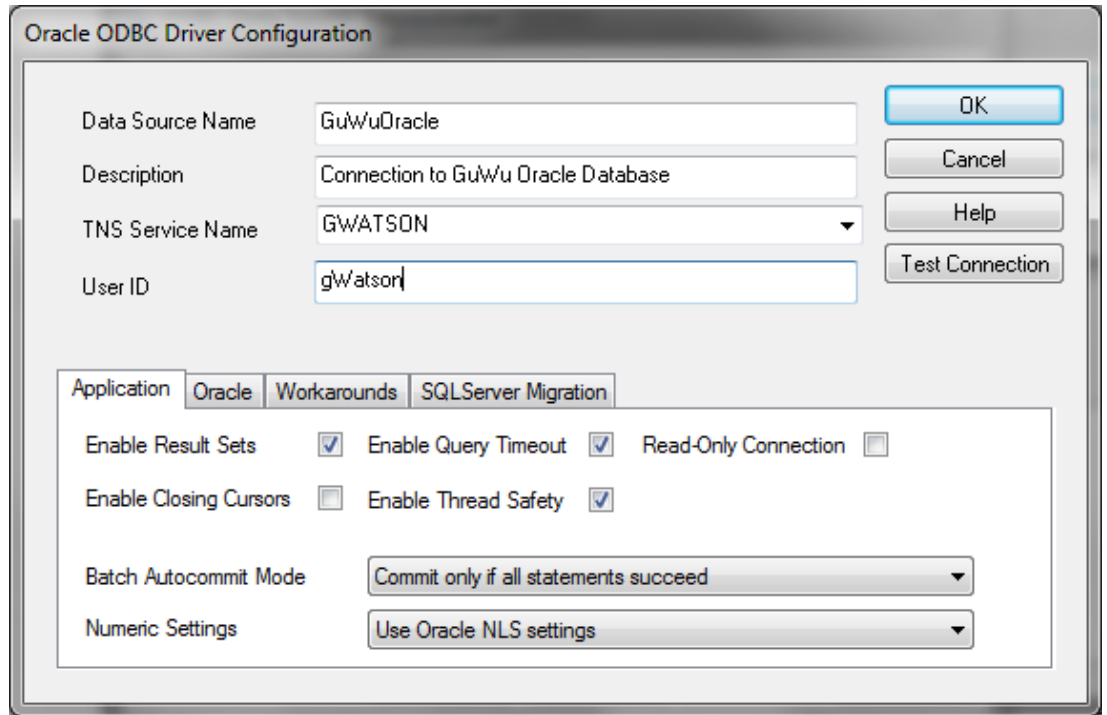 Oracle ODBC Driver Configuration
Data Source Name GuWuOracle OK
Description Connection to GuWu Oracle Database Cancel
TNS Service Name GWATSON Help
User ID gWatson Test Connection
Application Oracle Workarounds SQLServer Migration
Enable Result Sets Enable Query Timeout Read-Only Connection
Enable Closing Cursors Enable Thread Safety
Batch Autocommit Mode Commit only if all statements succeed
Numeric Settings Use Oracle NLS settings